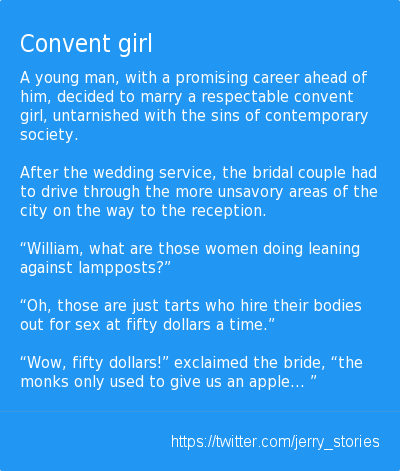 Convent girl
A young man, with a promising career ahead of
him, decided to marry a respectable convent
girl, untarnished with the sins of contemporary
society.
After the wedding service, the bridal couple had
to drive through the more unsavory areas of the
city on the way to the reception.
“William, what are those women doing leaning
against lampposts?”
“Oh, those are just tarts who hire their bodies
out for sex at fifty dollars a time.”
“Wow, fifty dollars!” exclaimed the bride, “the
monks only used to give us an apple... ”
https://twitter.com/jerry_stories